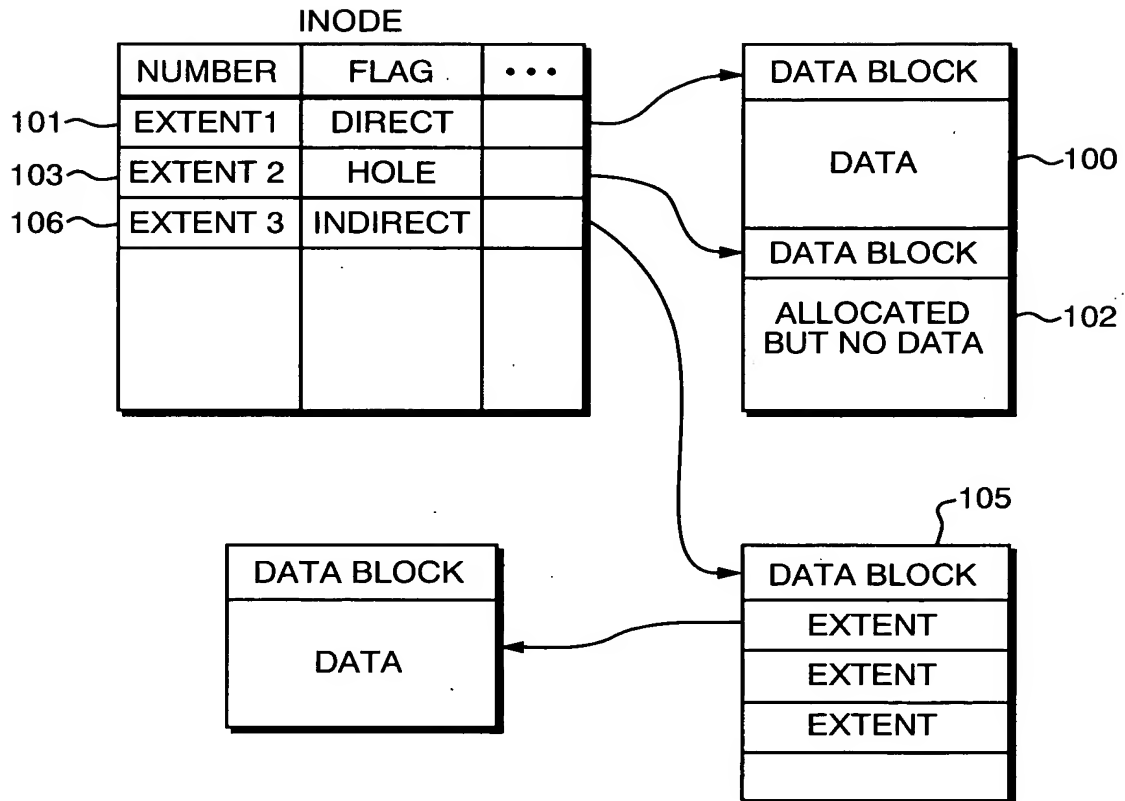 INODE
NUMBER FLAG •••
101 EXTENT1 DIRECT
103 EXTENT 2 HOLE
106 EXTENT 3 INDIRECT
DATA BLOCK
DATA
100
DATA BLOCK
ALLOCATED
BUT NO DATA
102
105
DATA BLOCK
EXTENT
EXTENT
EXTENT
DATA BLOCK
DATA